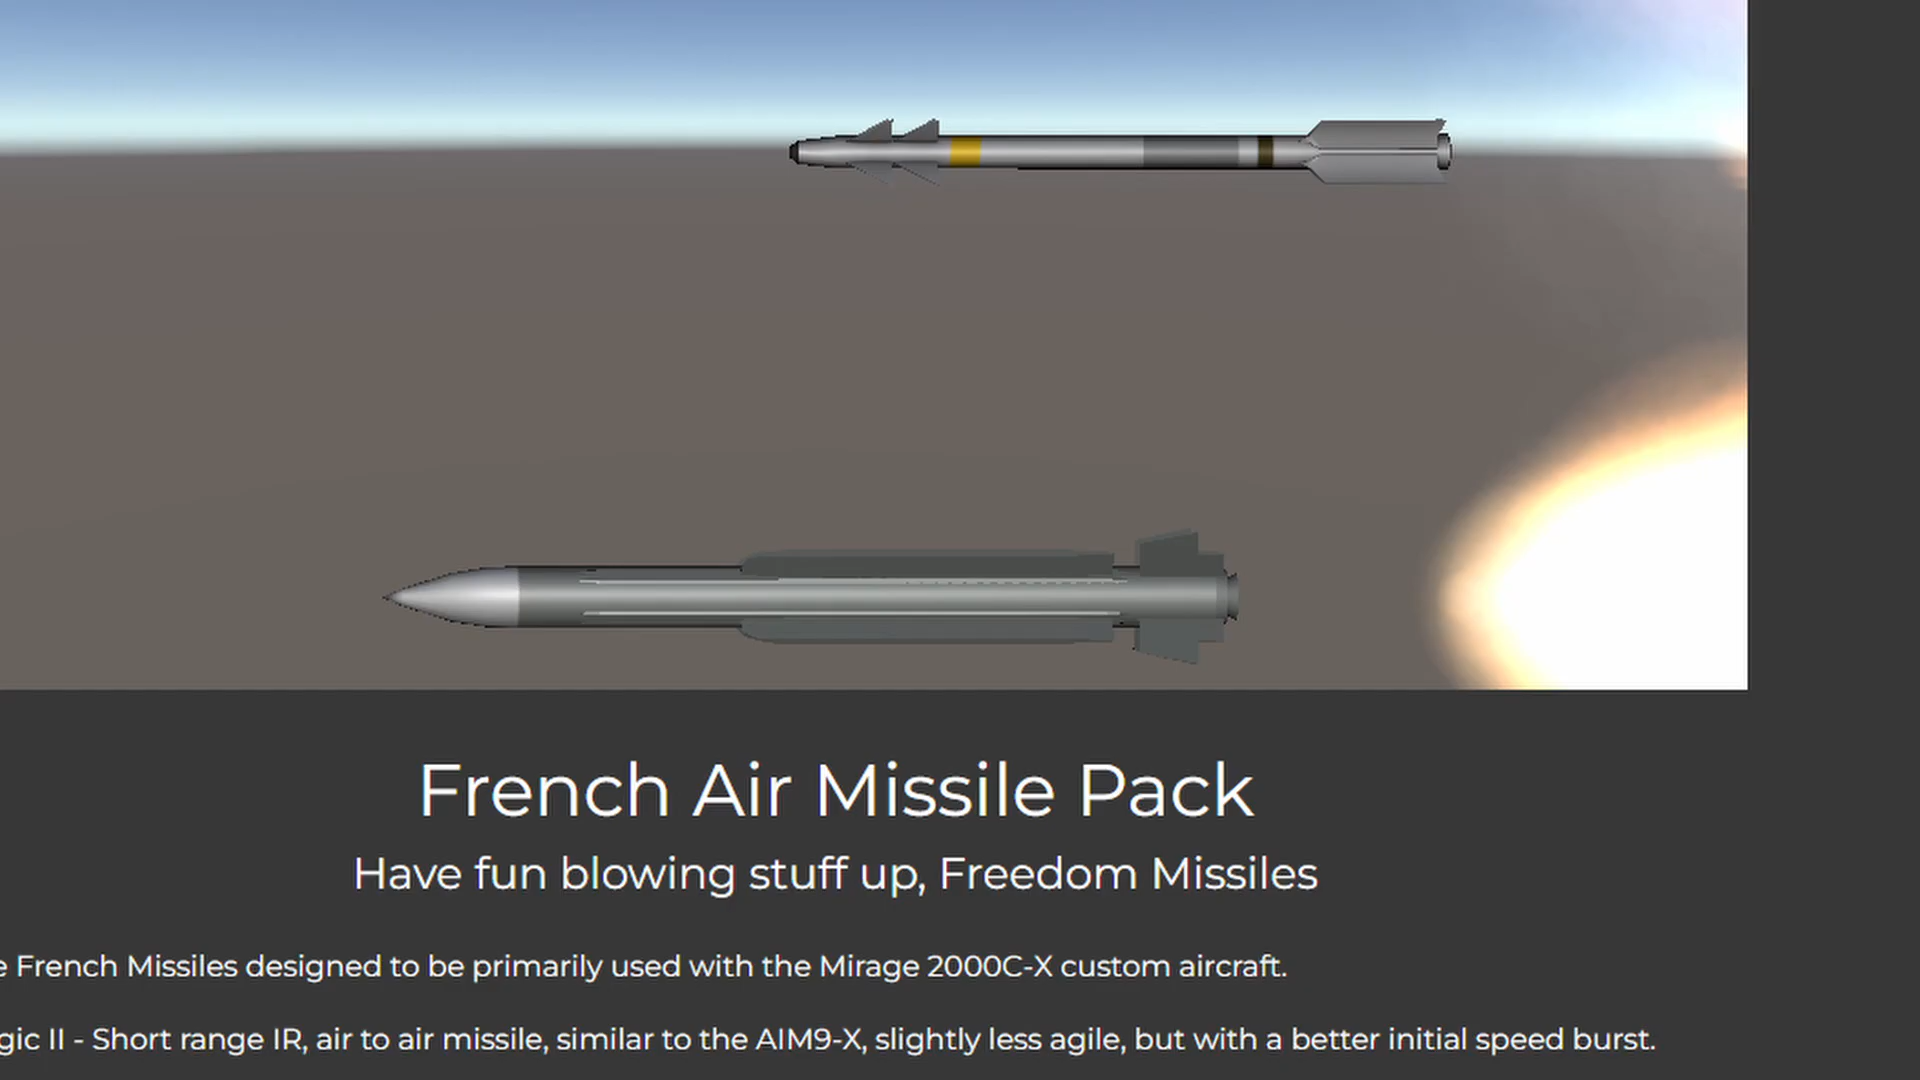 French Air Missile Pack
Have fun blowing stuff up, Freedom Missiles
French Missiles designed to be primarily used with the Mirage 2000C-X custom aircraft.
II - Short range IR, air to air missile, similar to the AIM9-X, slightly less agile, but with a better initial speed burst.